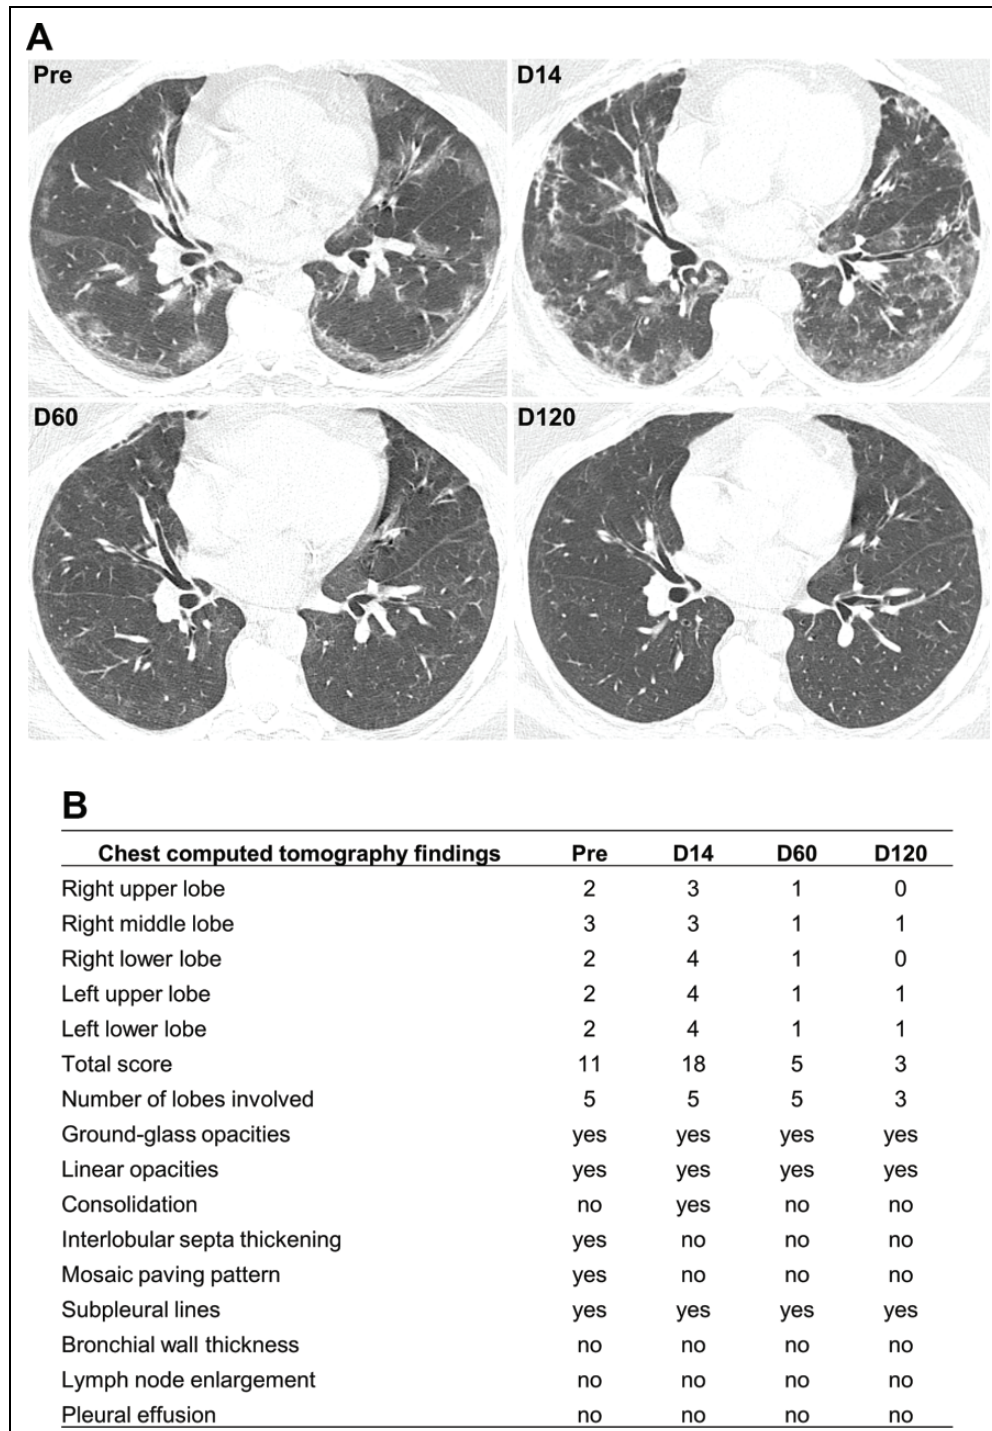 A
Pre D14
D60 D120
B
Chest computed tomography findings Pre D14 D60 D120
Right upper lobe 2 3 1 0
Right middle lobe 3 3 1 1
Right lower lobe 2 4 1 0
Left upper lobe 2 4 1 1
Left lower lobe 2 4 1 1
Total score 11 18 5 3
Number of lobes involved 5 5 5 3
Ground-glass opacities yes yes yes yes
Linear opacities yes yes yes yes
Consolidation no yes no no
Interlobular septa thickening yes no no no
Mosaic paving pattern yes no no no
Subpleural lines yes yes yes yes
Bronchial wall thickness no no no no
Lymph node enlargement no no no no
Pleural effusion no no no no